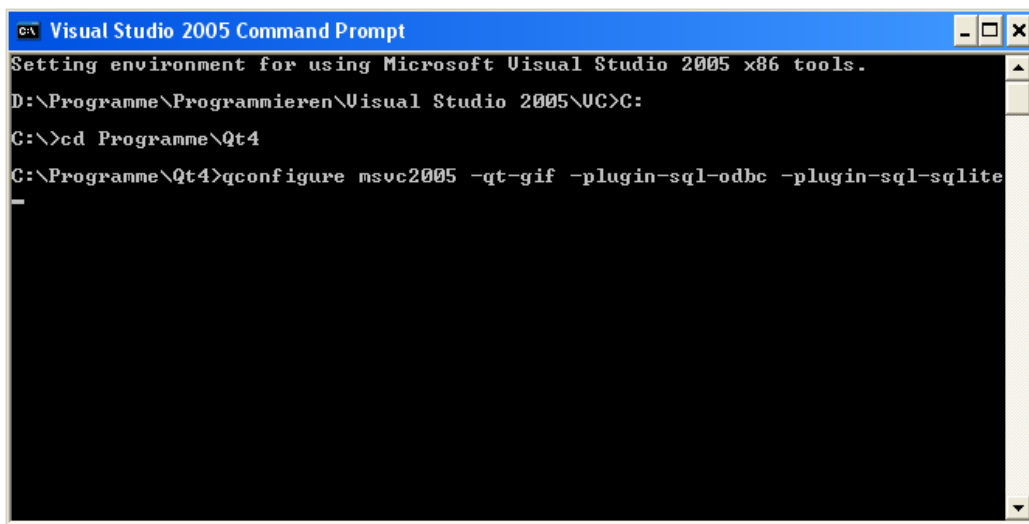 Visual Studio 2005 Command Prompt
Setting environment for using Microsoft Visual Studio 2005 x86 tools.
D:\Programme\Programmieren\Visual Studio 2005\VC>C:
C:\>cd Programme\Qt4
C:\Programme\Qt4>qconfigure msvc2005 -qt-gif -plugin-sql-odbc -plugin-sql-sqlite